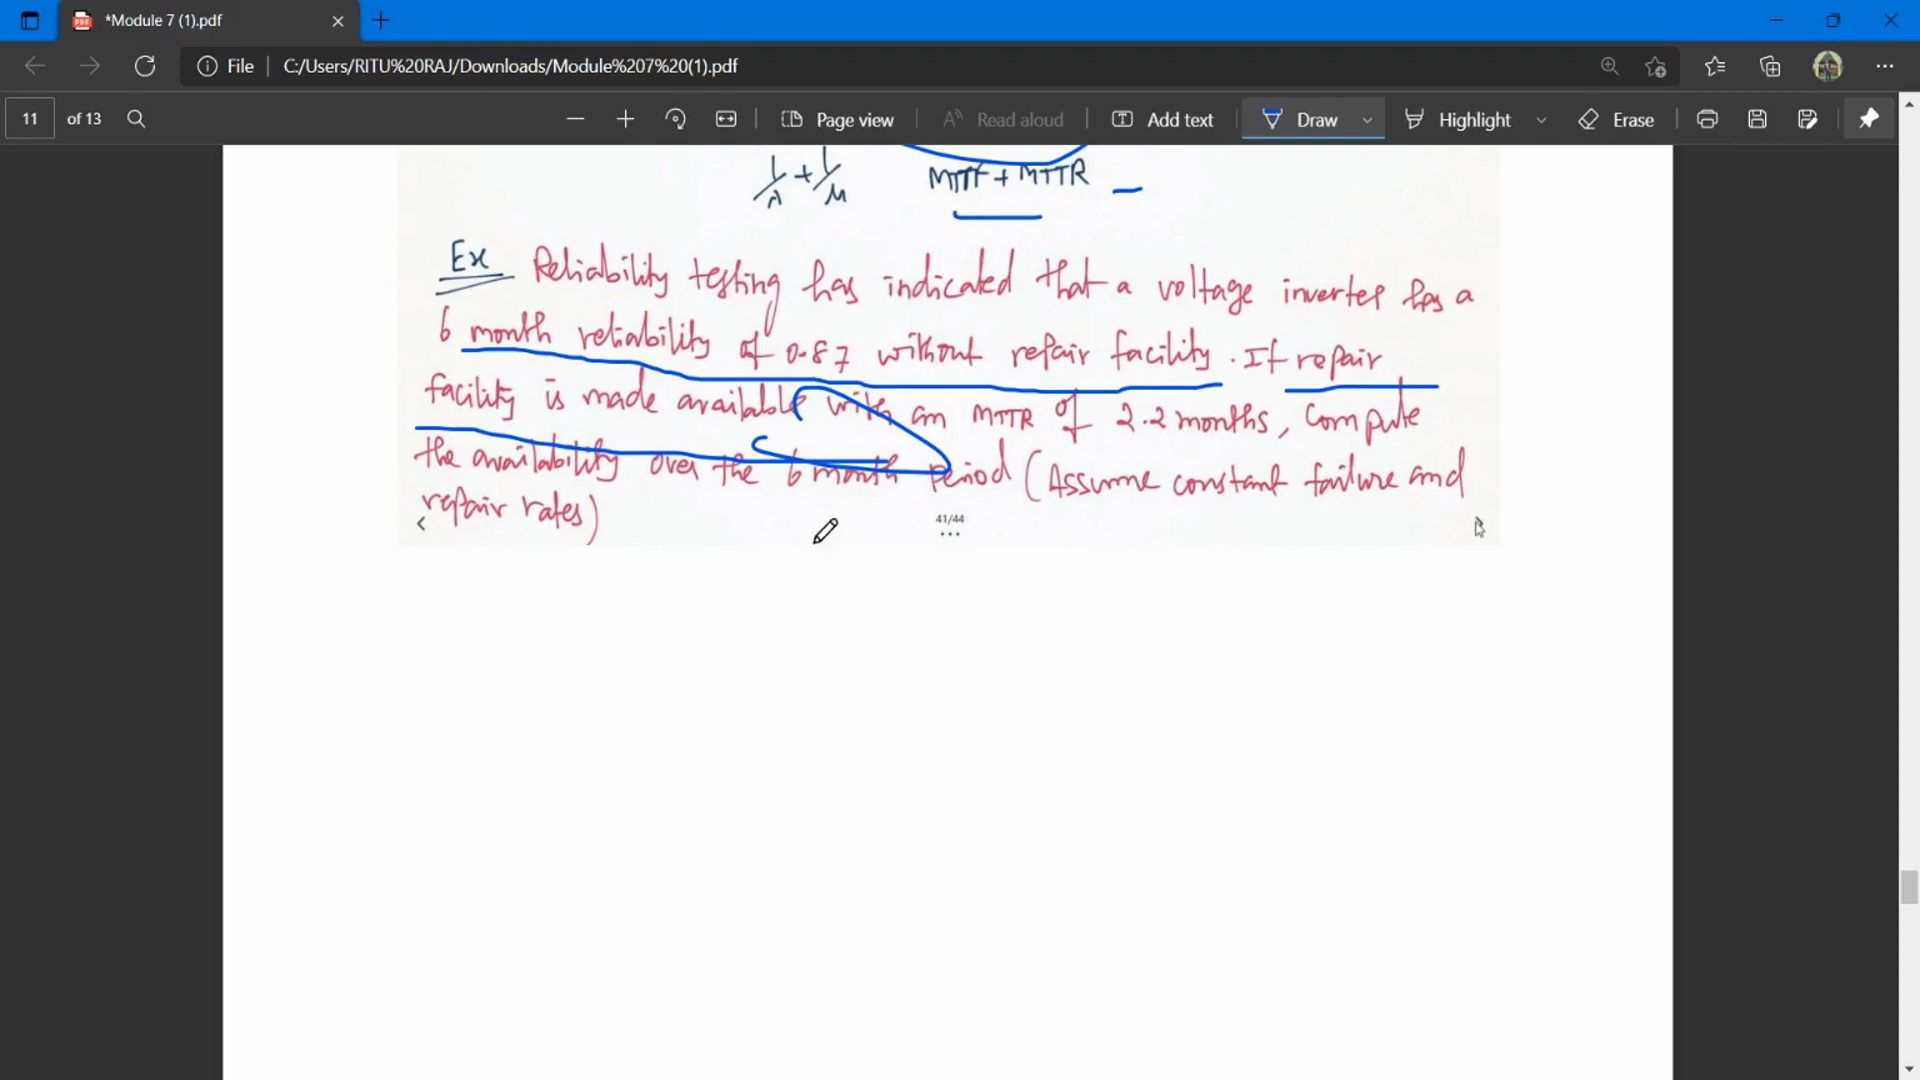 *Module 7 (1).pdf
File
C:/Users/RITU%20RAJ/Downloads/Module%207%20(1).pdf
11 of 13
Page view
Read aloud
Add text
Draw
Highlight
Erase
1/λ + 1/μ MTTF + MTTR
Ex Reliability testing has indicated that a voltage inverter has a
6 month reliability of 0.87 without repair facility. If repair
facility is made available with an MTTR of 2.2 months, compute
the availability over the 6 month period (Assume constant failure and
repair rates)
41/44